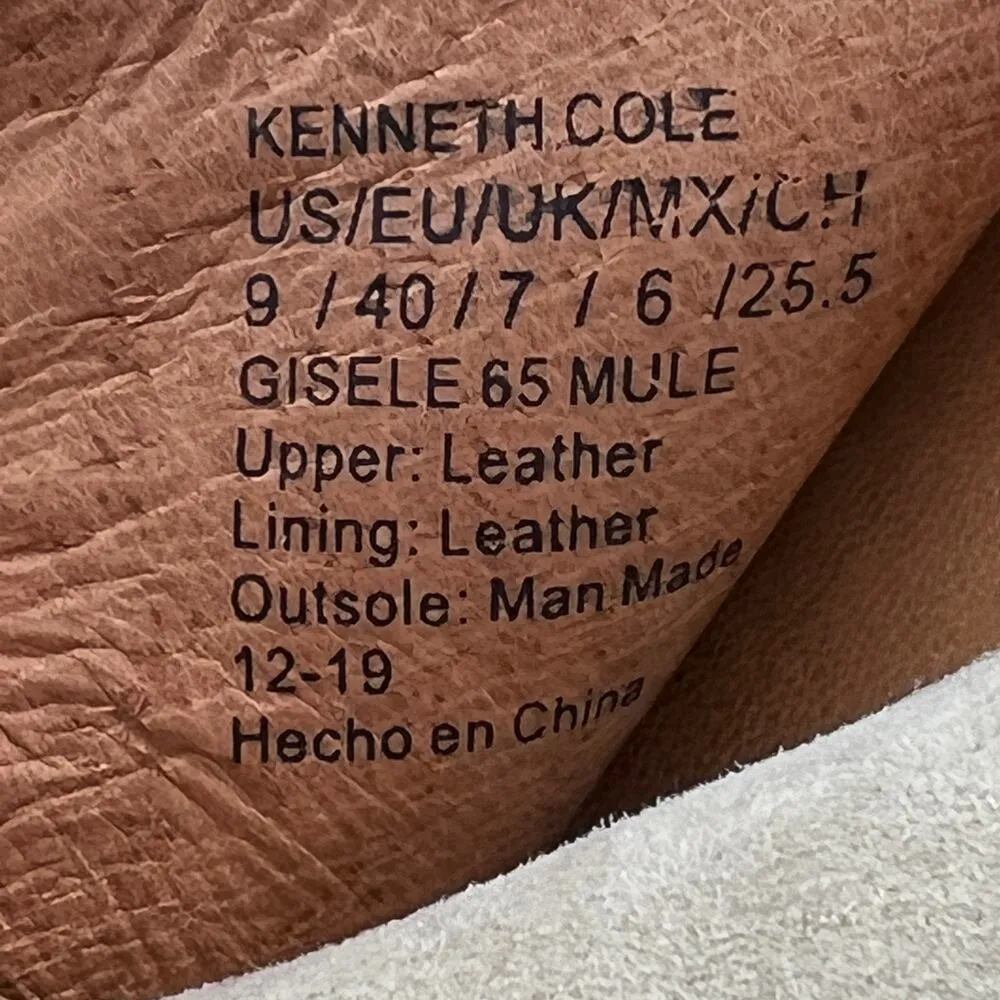 KENNETH COLE
US/EU/UK/MX/CH
9 / 40 / 7 / 6 /25.5
GISELE 65 MULE
Upper: Leather
Lining: Leather
Outsole: Man Made
12-19
Hecho en China